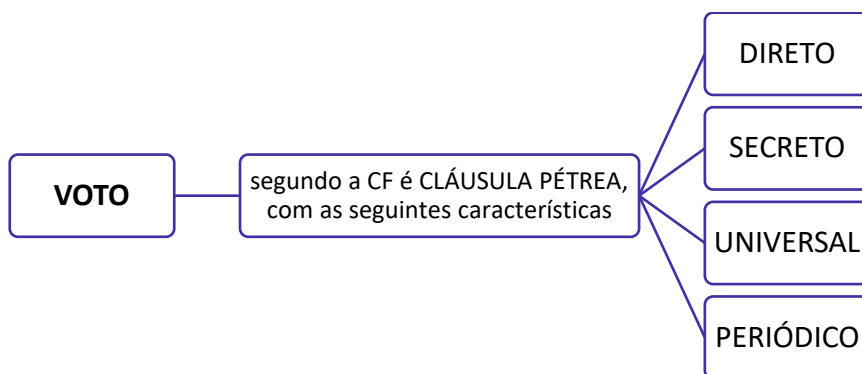 VOTO
segundo a CF é CLÁUSULA PÉTREA,
com as seguintes características
DIRETO
SECRETO
UNIVERSAL
PERIÓDICO